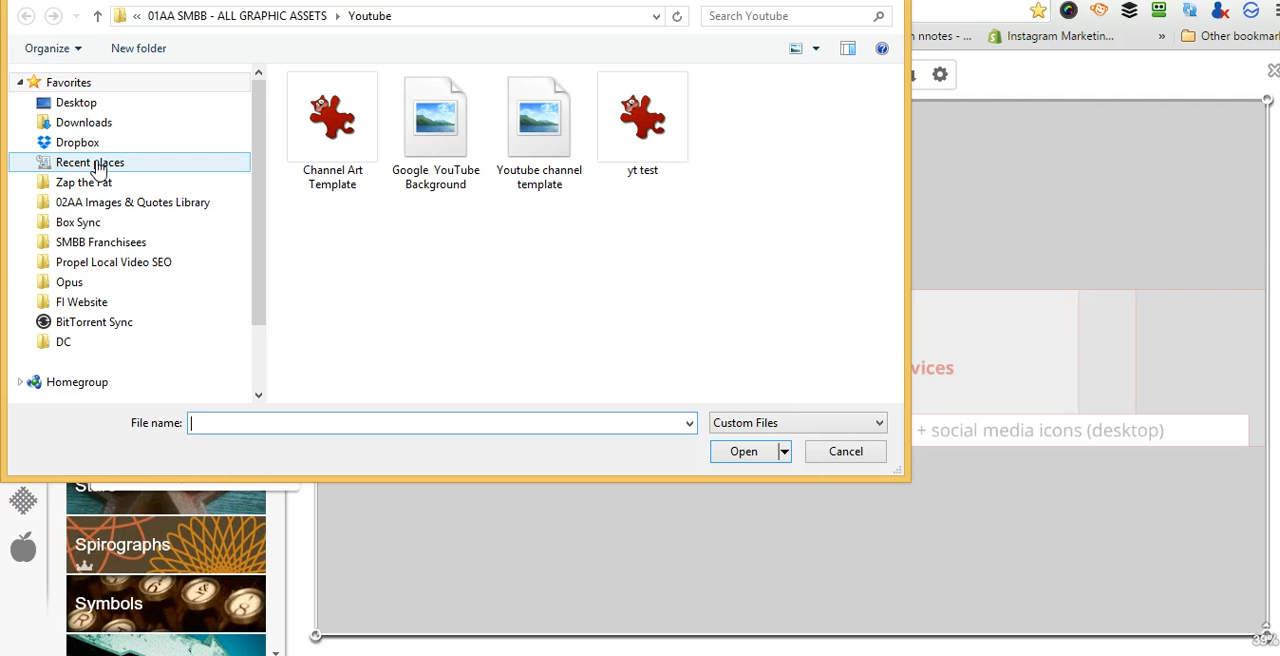 « 01AA SMBB - ALL GRAPHIC ASSETS ▸ Youtube
Search Youtube
Organize
New folder
n nnotes - ...
Instagram Marketin...
»
Other bookmar
Favorites
Desktop
Downloads
Dropbox
Recent places
Zap the
02AA Images & Quotes Library
Box Sync
SMBB Franchisees
Propel Local Video SEO
Opus
FI Website
BitTorrent Sync
DC
Homegroup
Channel Art
Template
Google YouTube
Background
Youtube channel
template
yt test
File name:
Custom Files
Open
Cancel
vices
+ social media icons (desktop)
Spirographs
Symbols
39%